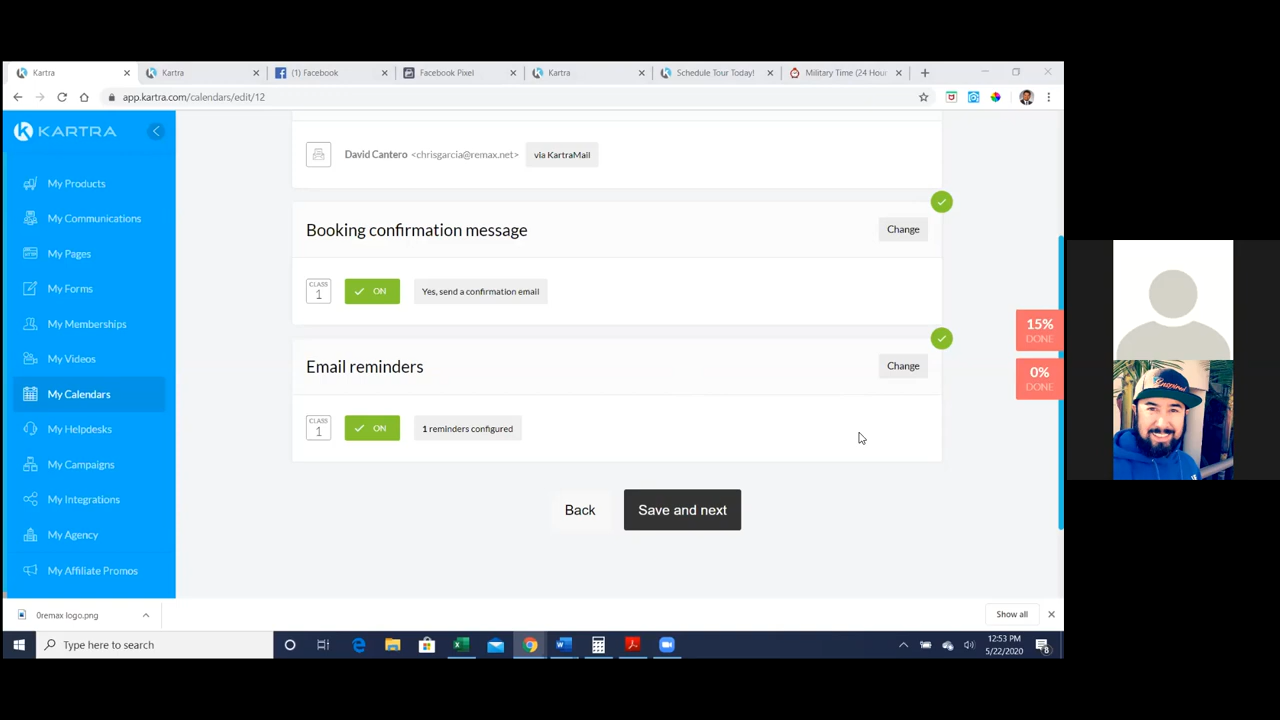 Kartra
Kartra
(1) Facebook
Facebook Pixel
Kartra
Schedule Tour Today!
Military Time (24 Hour
app.kartra.com/calendars/edit/12
KARTRA
My Products
My Communications
My Pages
My Forms
My Memberships
My Videos
My Calendars
My Helpdesks
My Campaigns
My Integrations
My Agency
My Affiliate Promos
David Cantero <chrisgarcia@remax.net>
via KartraMail
Booking confirmation message
Change
CLASS
1
ON
Yes, send a confirmation email
Email reminders
Change
CLASS
1
ON
1 reminders configured
Back
Save and next
15%
DONE
0%
DONE
0remax logo.png
Show all
Type here to search
12:53 PM
5/22/2020
8